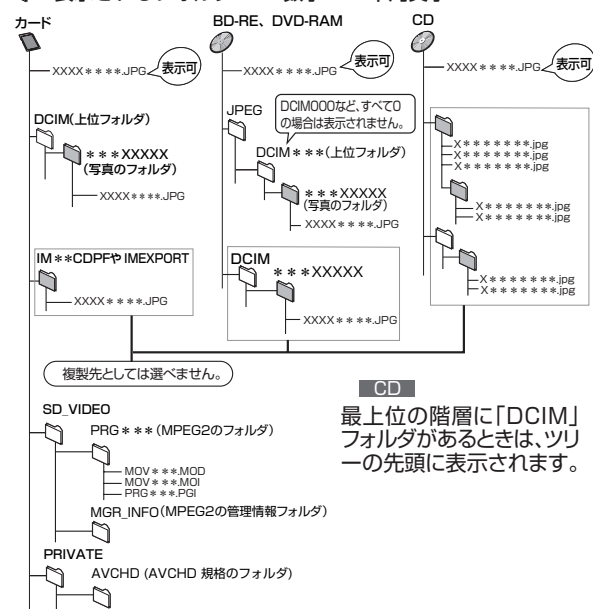 カード
XXXX＊＊＊＊.JPG
表示可
DCIM(上位フォルダ)
＊＊＊XXXXX
(写真のフォルダ)
XXXX＊＊＊＊.JPG
IM＊＊CDPFや IMEXPORT
XXXX＊＊＊＊.JPG
BD-RE、DVD-RAM
XXXX＊＊＊＊.JPG
表示可
JPEG
DCIM000など、すべて0
の場合は表示されません。
DCIM＊＊＊(上位フォルダ)
＊＊＊XXXXX
(写真のフォルダ)
XXXX＊＊＊＊.JPG
DCIM
＊＊＊XXXXX
XXXX＊＊＊＊.JPG
CD
XXXX＊＊＊＊.JPG
表示可
X＊＊＊＊＊＊＊.jpg
X＊＊＊＊＊＊＊.jpg
X＊＊＊＊＊＊＊.jpg
X＊＊＊＊＊＊＊.jpg
X＊＊＊＊＊＊＊.jpg
X＊＊＊＊＊＊＊.jpg
X＊＊＊＊＊＊＊.jpg
複製先としては選べません。
CD
最上位の階層に「DCIM」
フォルダがあるときは、ツリ
ーの先頭に表示されます。
SD_VIDEO
PRG＊＊＊(MPEG2のフォルダ)
MOV＊＊＊.MOD
MOV＊＊＊.MOI
PRG＊＊＊.PGI
MGR_INFO(MPEG2の管理情報フォルダ)
PRIVATE
AVCHD (AVCHD 規格のフォルダ)